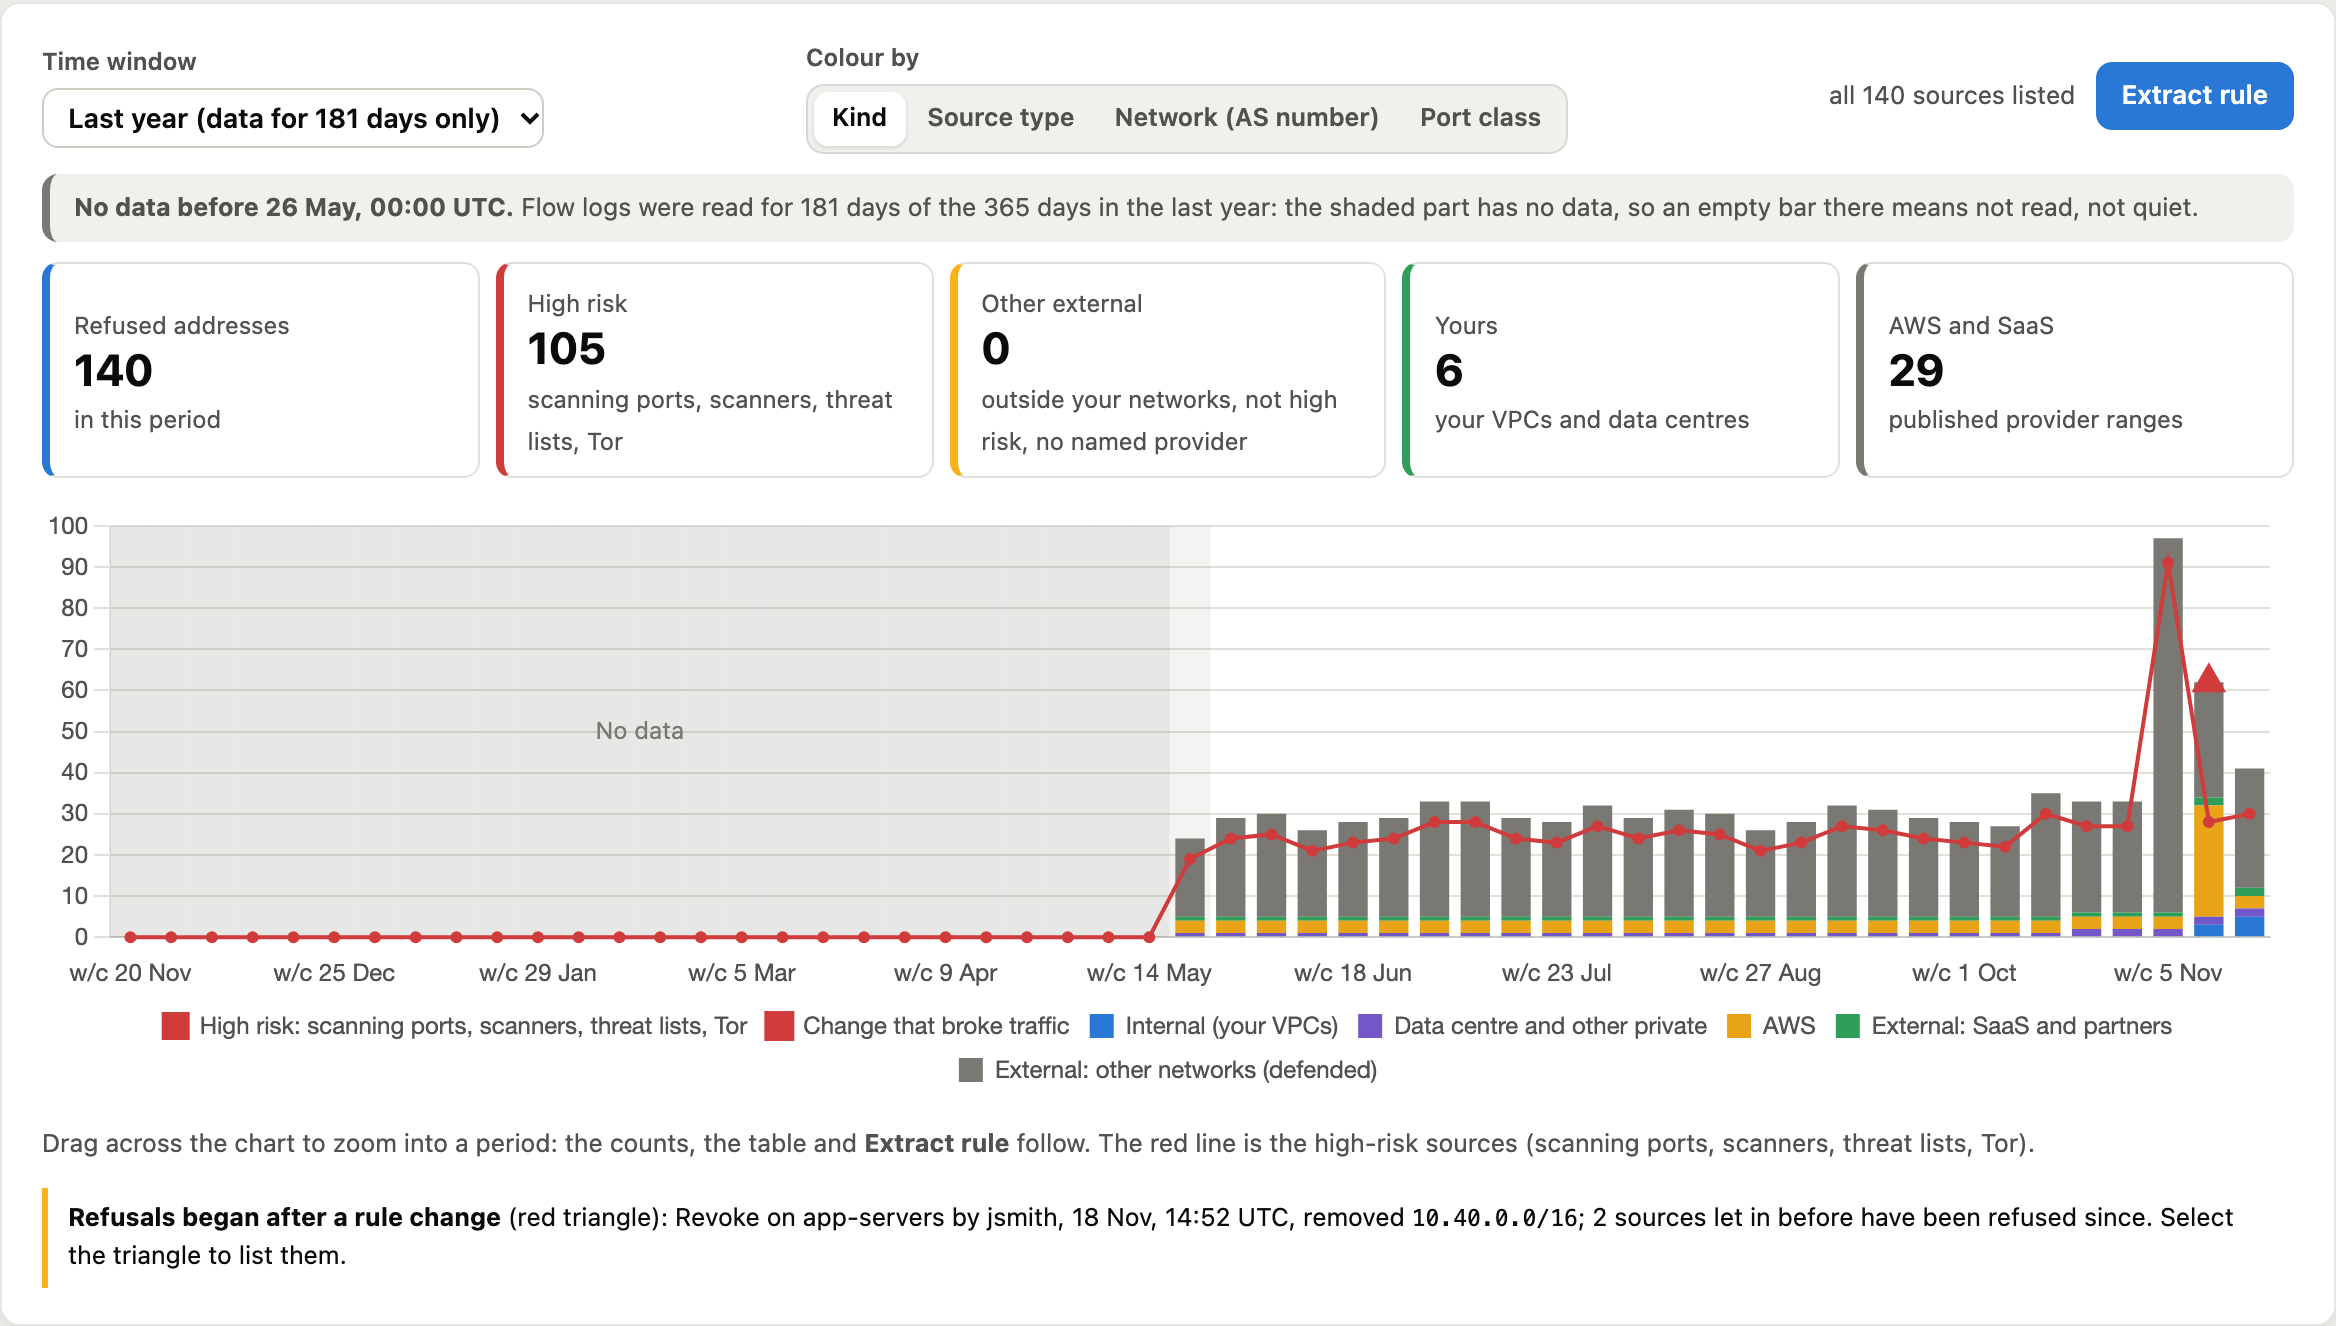 Time window
Last year (data for 181 days only)
Colour by
Kind
Source type
Network (AS number)
Port class
all 140 sources listed
Extract rule
No data before 26 May, 00:00 UTC. Flow logs were read for 181 days of the 365 days in the last year: the shaded part has no data, so an empty bar there means not read, not quiet.
Refused addresses
140
in this period
High risk
105
scanning ports, scanners, threat
lists, Tor
Other external
0
outside your networks, not high
risk, no named provider
Yours
6
your VPCs and data centres
AWS and SaaS
29
published provider ranges
100
90
80
70
60
50
40
30
20
10
0
No data
w/c 20 Nov
w/c 25 Dec
w/c 29 Jan
w/c 5 Mar
w/c 9 Apr
w/c 14 May
w/c 18 Jun
w/c 23 Jul
w/c 27 Aug
w/c 1 Oct
w/c 5 Nov
High risk: scanning ports, scanners, threat lists, Tor
Change that broke traffic
Internal (your VPCs)
Data centre and other private
AWS
External: SaaS and partners
External: other networks (defended)
Drag across the chart to zoom into a period: the counts, the table and Extract rule follow. The red line is the high-risk sources (scanning ports, scanners, threat lists, Tor).
Refusals began after a rule change (red triangle): Revoke on app-servers by jsmith, 18 Nov, 14:52 UTC, removed 10.40.0.0/16; 2 sources let in before have been refused since. Select
the triangle to list them.